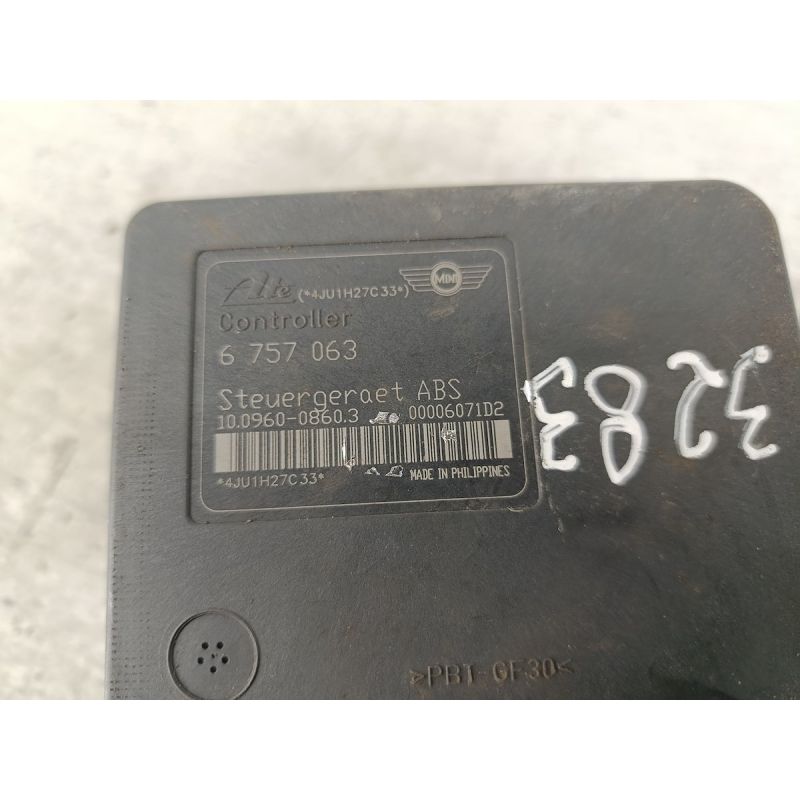 Ate (*4JU1H27C33*) MINI
Controller
6 757 063
Steuergeraet ABS
10.0960-0860.3 00006071D2
*4JU1H27C33* MADE IN PHILIPPINES
3283
>PBT-GF30<